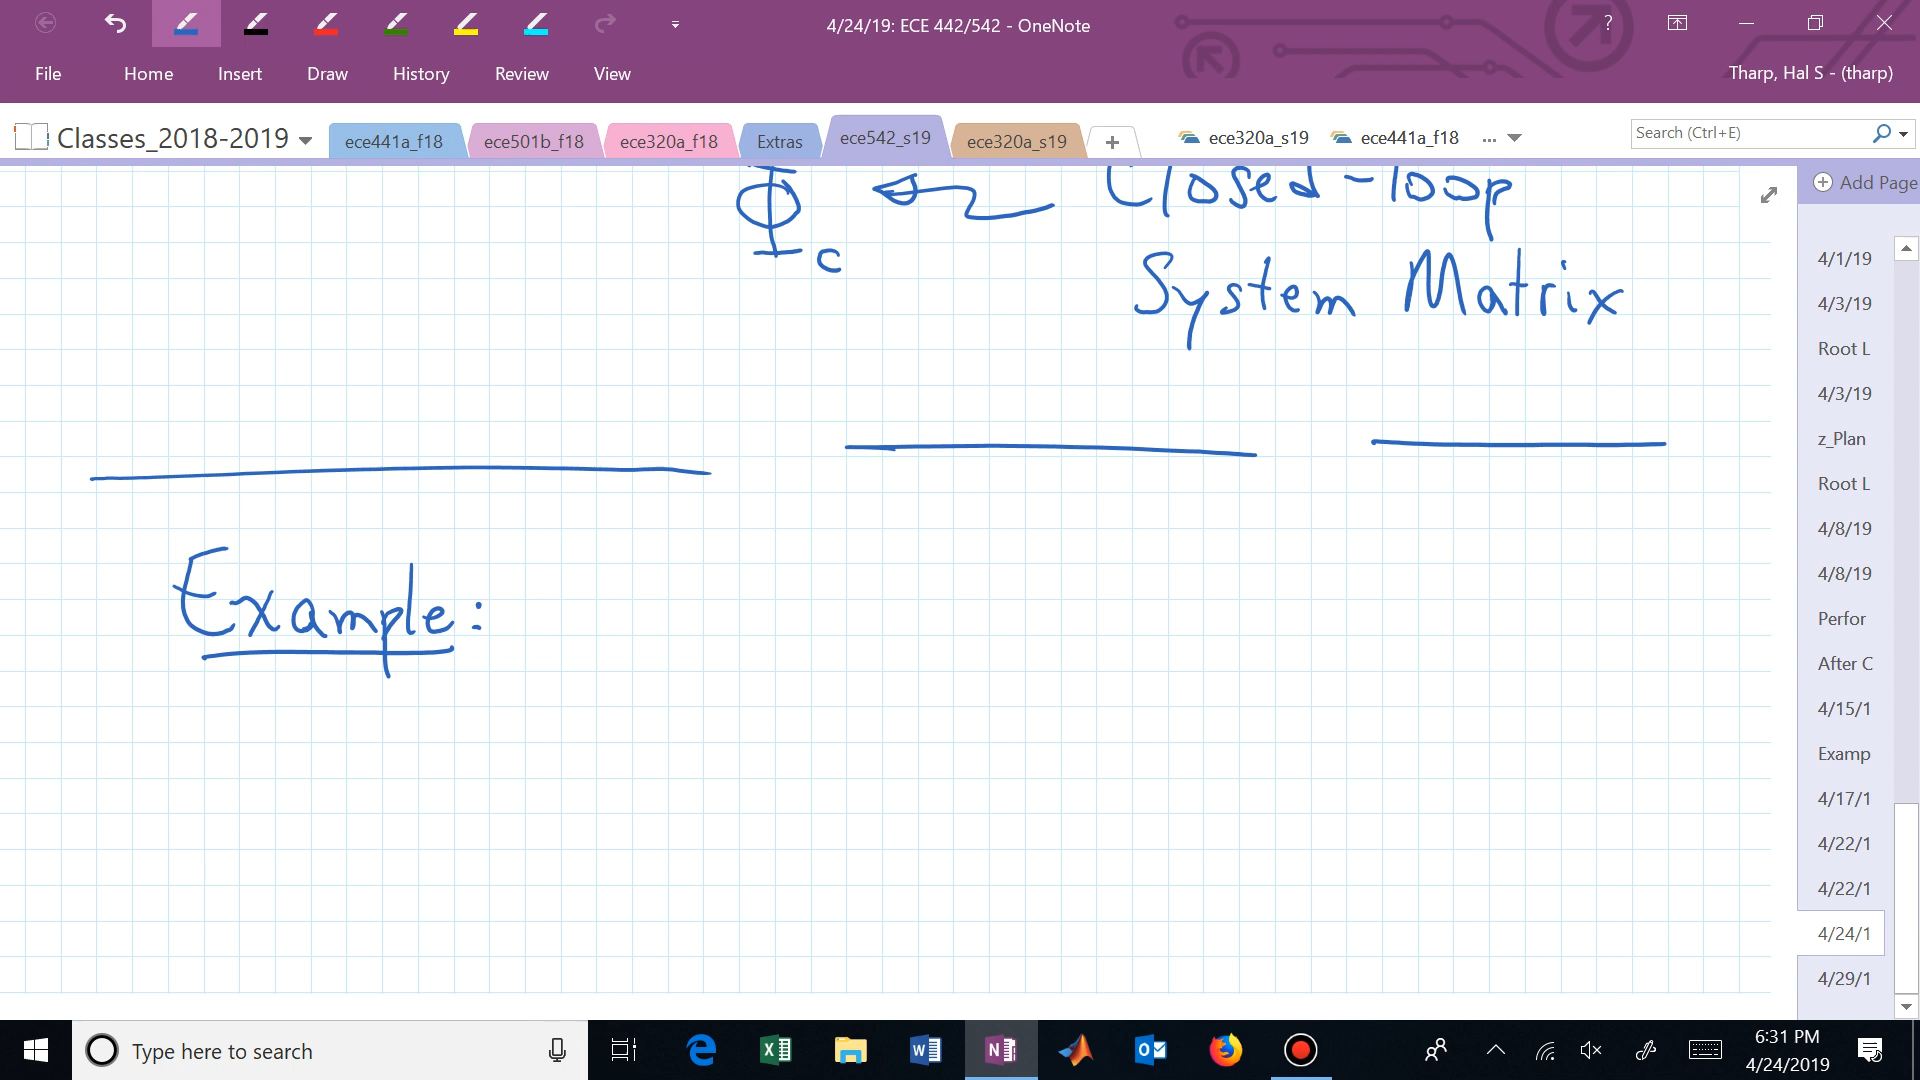 4/24/19: ECE 442/542 - OneNote
?
File Home Insert Draw History Review View
Tharp, Hal S - (tharp)
Classes_2018-2019
ece441a_f18 ece501b_f18 ece320a_f18 Extras ece542_s19 ece320a_s19 +
ece320a_s19 ece441a_f18 ...
Search (Ctrl+E)
Add Page
Φc Closed-loop
System Matrix
Example:
4/1/19
4/3/19
Root L
4/3/19
z_Plan
Root L
4/8/19
4/8/19
Perfor
After C
4/15/1
Examp
4/17/1
4/22/1
4/22/1
4/24/1
4/29/1
Type here to search
6:31 PM
4/24/2019